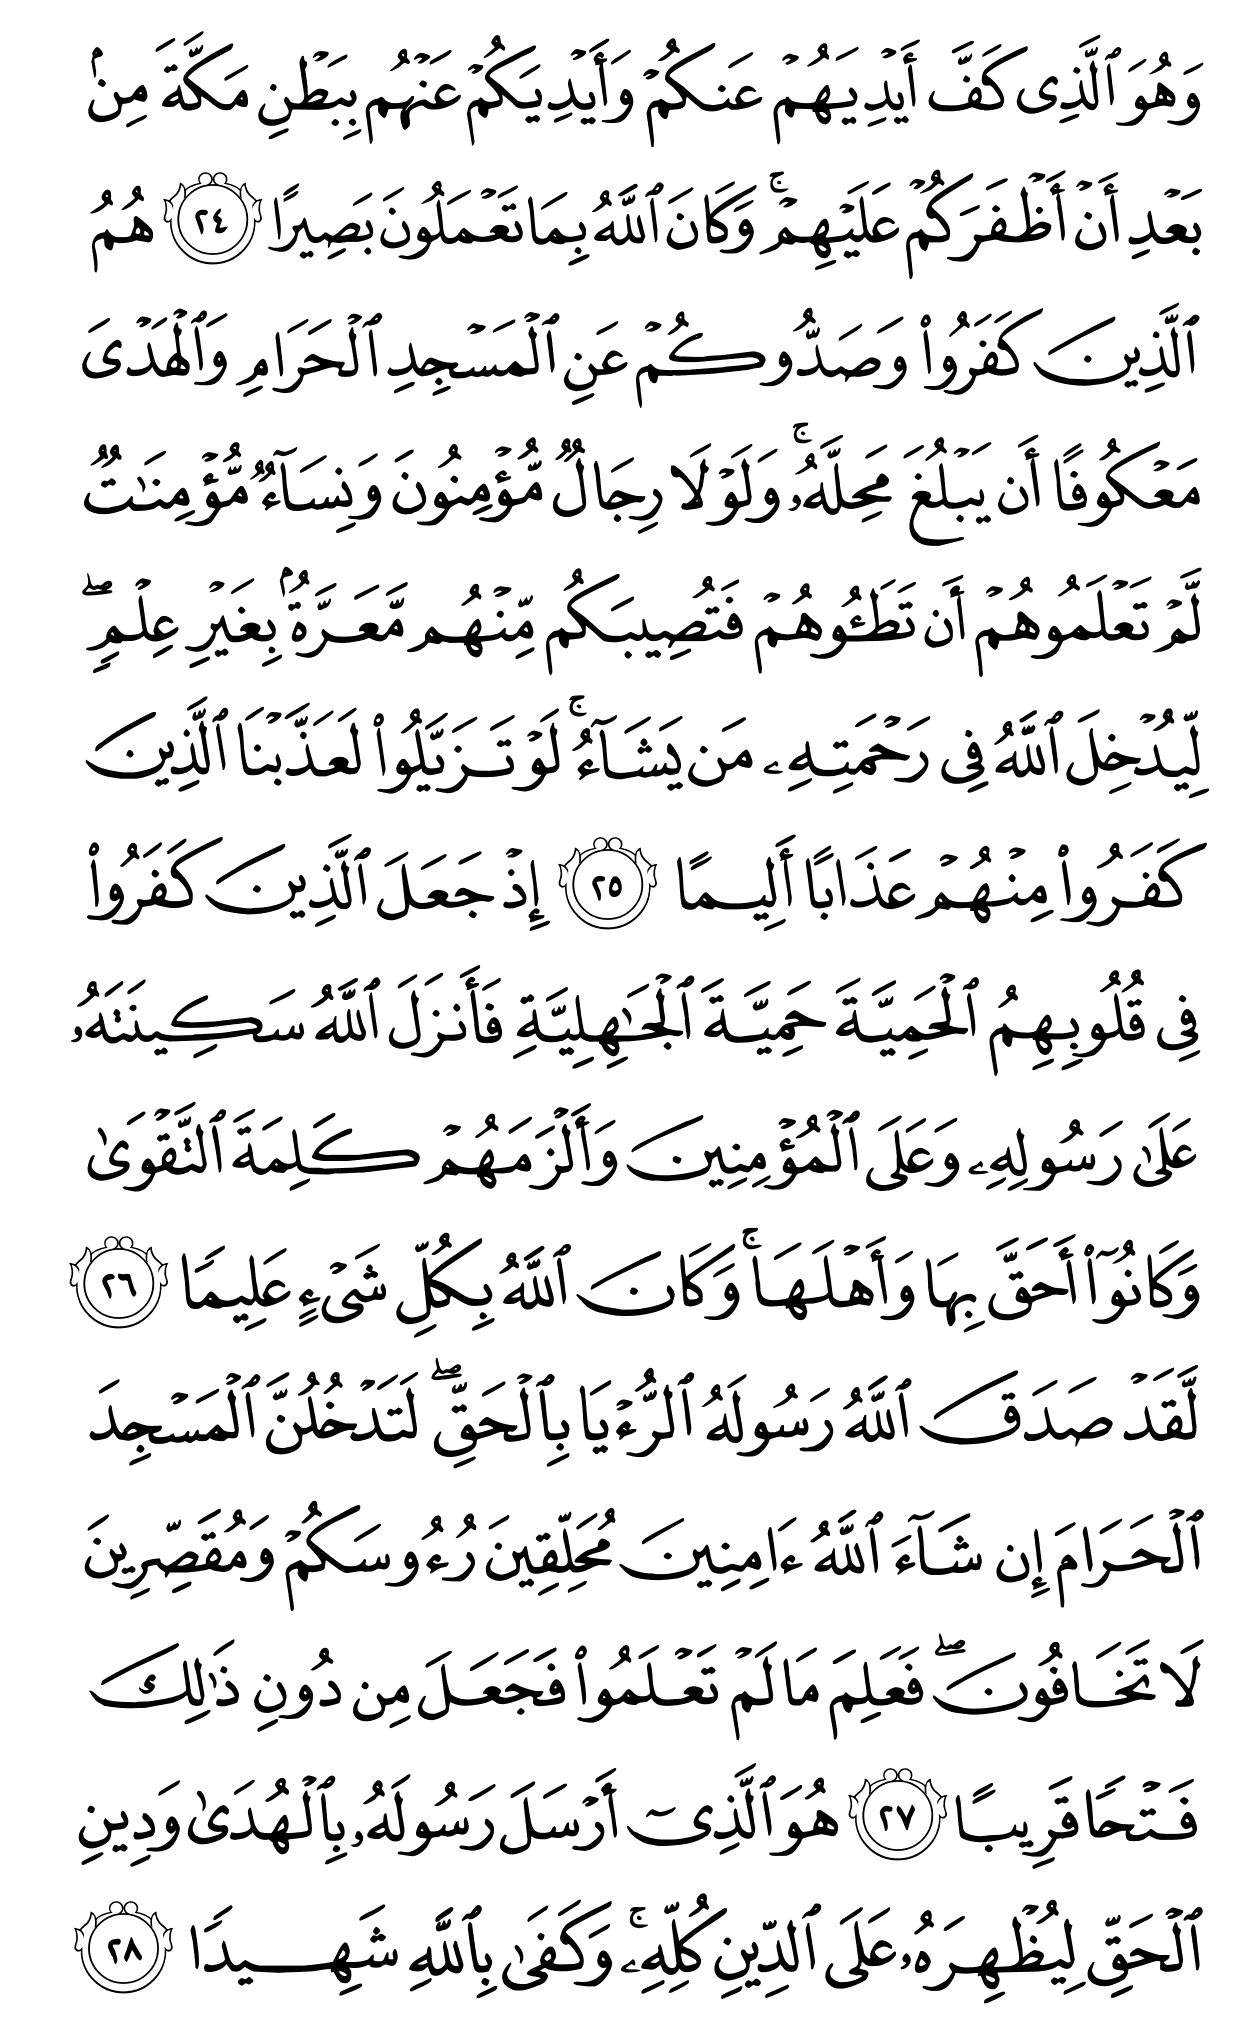 وَهُوَ ٱلَّذِى كَفَّ أَيْدِيَهُمْ عَنكُمْ وَأَيْدِيَكُمْ عَنْهُم بِبَطْنِ مَكَّةَ مِنۢ
بَعْدِ أَنْ أَظْفَرَكُمْ عَلَيْهِمْ ۚ وَكَانَ ٱللَّهُ بِمَا تَعْمَلُونَ بَصِيرًا ٢٤ هُمُ
ٱلَّذِينَ كَفَرُوا۟ وَصَدُّوكُمْ عَنِ ٱلْمَسْجِدِ ٱلْحَرَامِ وَٱلْهَدْىَ
مَعْكُوفًا أَن يَبْلُغَ مَحِلَّهُۥ ۚ وَلَوْلَا رِجَالٌ مُّؤْمِنُونَ وَنِسَآءٌ مُّؤْمِنَـٰتٌ
لَّمْ تَعْلَمُوهُمْ أَن تَطَـُٔوهُمْ فَتُصِيبَكُم مِّنْهُم مَّعَرَّةٌۢ بِغَيْرِ عِلْمٍ ۖ
لِّيُدْخِلَ ٱللَّهُ فِى رَحْمَتِهِۦ مَن يَشَآءُ ۚ لَوْ تَزَيَّلُوا۟ لَعَذَّبْنَا ٱلَّذِينَ
كَفَرُوا۟ مِنْهُمْ عَذَابًا أَلِيمًا ٢٥ إِذْ جَعَلَ ٱلَّذِينَ كَفَرُوا۟
فِى قُلُوبِهِمُ ٱلْحَمِيَّةَ حَمِيَّةَ ٱلْجَـٰهِلِيَّةِ فَأَنزَلَ ٱللَّهُ سَكِينَتَهُۥ
عَلَىٰ رَسُولِهِۦ وَعَلَى ٱلْمُؤْمِنِينَ وَأَلْزَمَهُمْ كَلِمَةَ ٱلتَّقْوَىٰ
وَكَانُوٓا۟ أَحَقَّ بِهَا وَأَهْلَهَا ۚ وَكَانَ ٱللَّهُ بِكُلِّ شَىْءٍ عَلِيمًا ٢٦
لَّقَدْ صَدَقَ ٱللَّهُ رَسُولَهُ ٱلرُّءْيَا بِٱلْحَقِّ ۖ لَتَدْخُلُنَّ ٱلْمَسْجِدَ
ٱلْحَرَامَ إِن شَآءَ ٱللَّهُ ءَامِنِينَ مُحَلِّقِينَ رُءُوسَكُمْ وَمُقَصِّرِينَ
لَا تَخَافُونَ ۖ فَعَلِمَ مَا لَمْ تَعْلَمُوا۟ فَجَعَلَ مِن دُونِ ذَٰلِكَ
فَتْحًا قَرِيبًا ٢٧ هُوَ ٱلَّذِىٓ أَرْسَلَ رَسُولَهُۥ بِٱلْهُدَىٰ وَدِينِ
ٱلْحَقِّ لِيُظْهِرَهُۥ عَلَى ٱلدِّينِ كُلِّهِۦ ۚ وَكَفَىٰ بِٱللَّهِ شَهِيدًا ٢٨